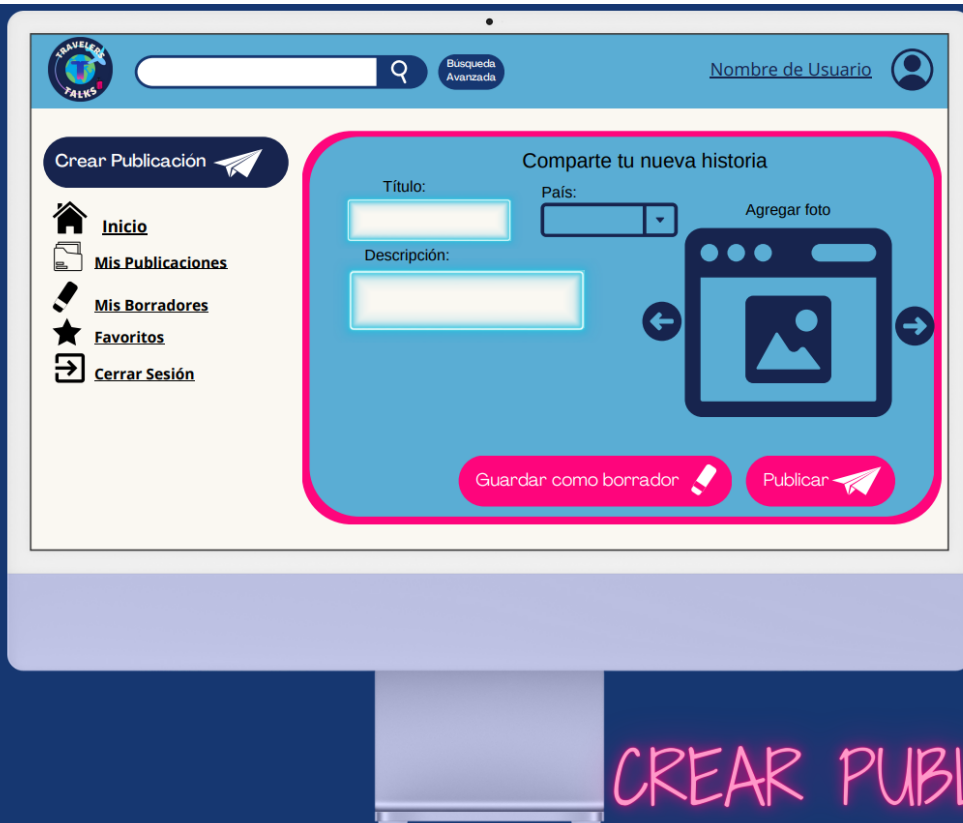 TRAVELERS
TALKS
Búsqueda
Avanzada
Nombre de Usuario
Crear Publicación
Inicio
Mis Publicaciones
Mis Borradores
Favoritos
Cerrar Sesión
Comparte tu nueva historia
Título:
País:
Agregar foto
Descripción:
Guardar como borrador
Publicar
CREAR PUBL